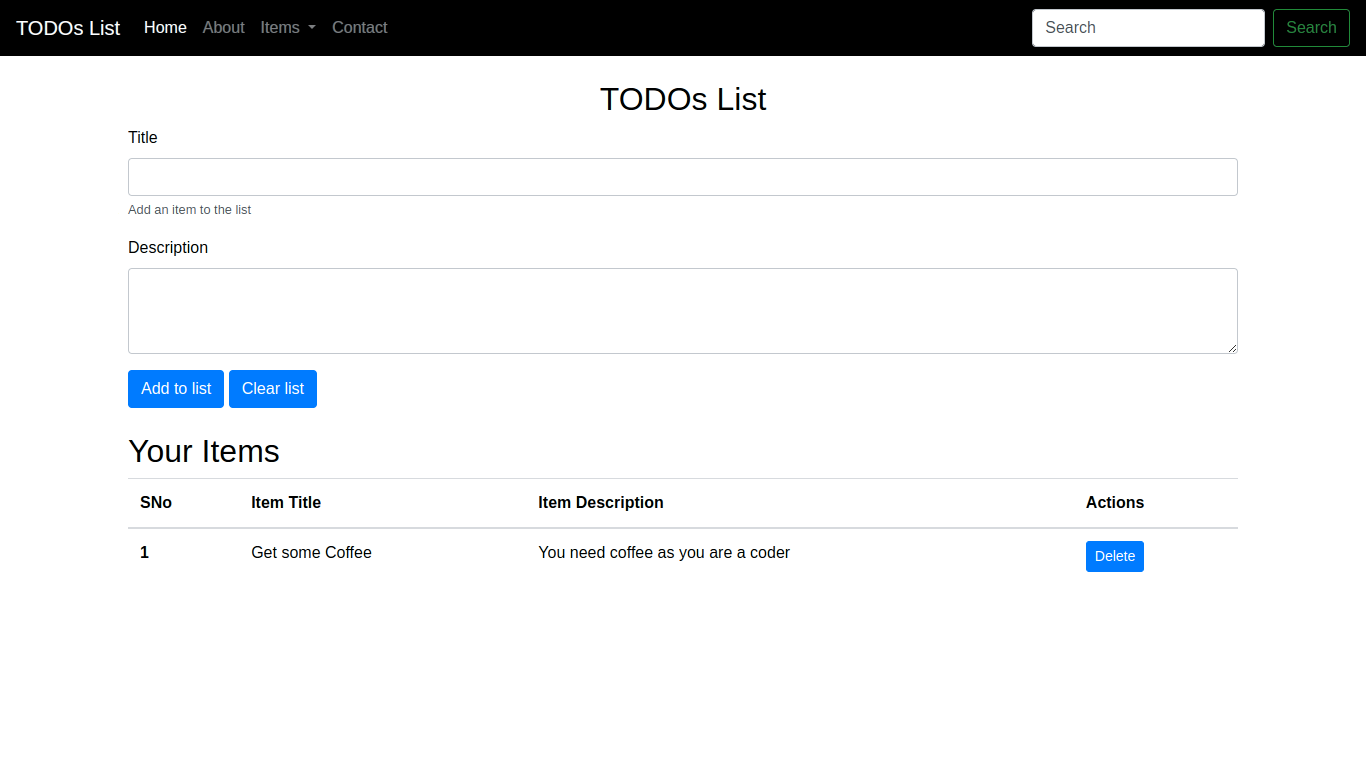 TODOs List Home About Items Contact Search Search
TODOs List
Title
Add an item to the list
Description
Add to list Clear list
Your Items
SNo Item Title Item Description Actions
1 Get some Coffee You need coffee as you are a coder Delete